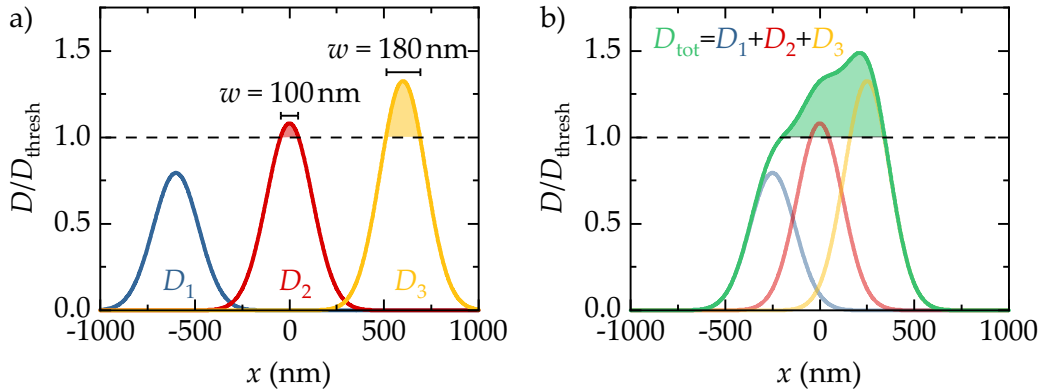 a)
w = 180 nm
w = 100 nm
D/D_thresh
1.5
1.0
0.5
0.0
D_1
D_2
D_3
-1000
-500
0
500
1000
x (nm)
b)
D_tot=D_1+D_2+D_3
D/D_thresh
1.5
1.0
0.5
0.0
-1000
-500
0
500
1000
x (nm)